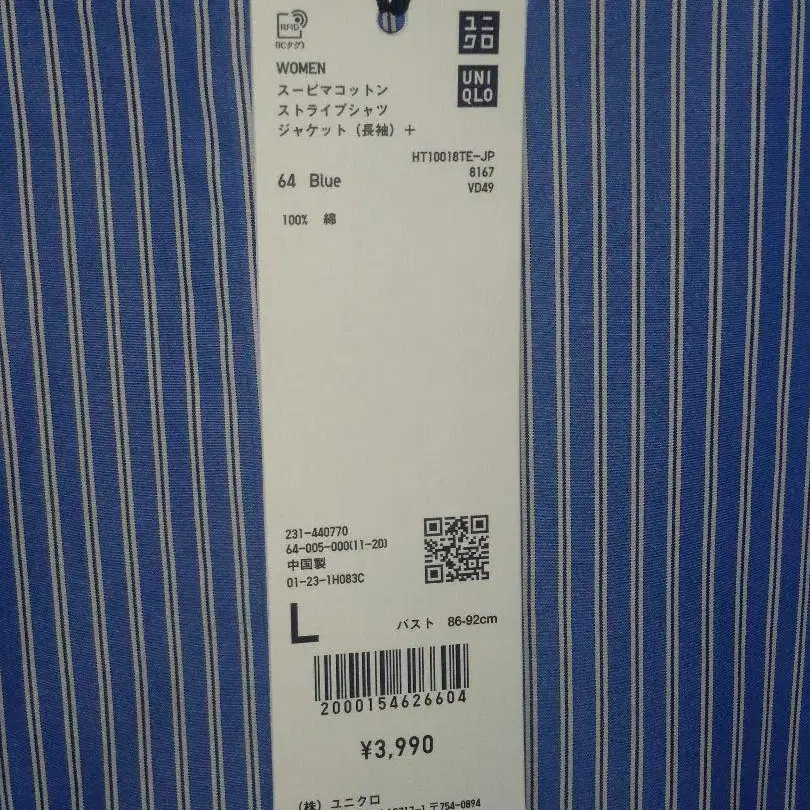 RFID
(ICタグ)
ユニ
クロ
UNI
QLO
WOMEN
スーピマコットン
ストライプシャツ
ジャケット(長袖)+
HT10018TE-JP
8167
VD49
64 Blue
100% 綿
231-440770
64-005-000(11-20)
中国製
01-23-1H083C
L
バスト 86-92cm
2000154626604
¥3,990
(株)ユニクロ
〒754-0894